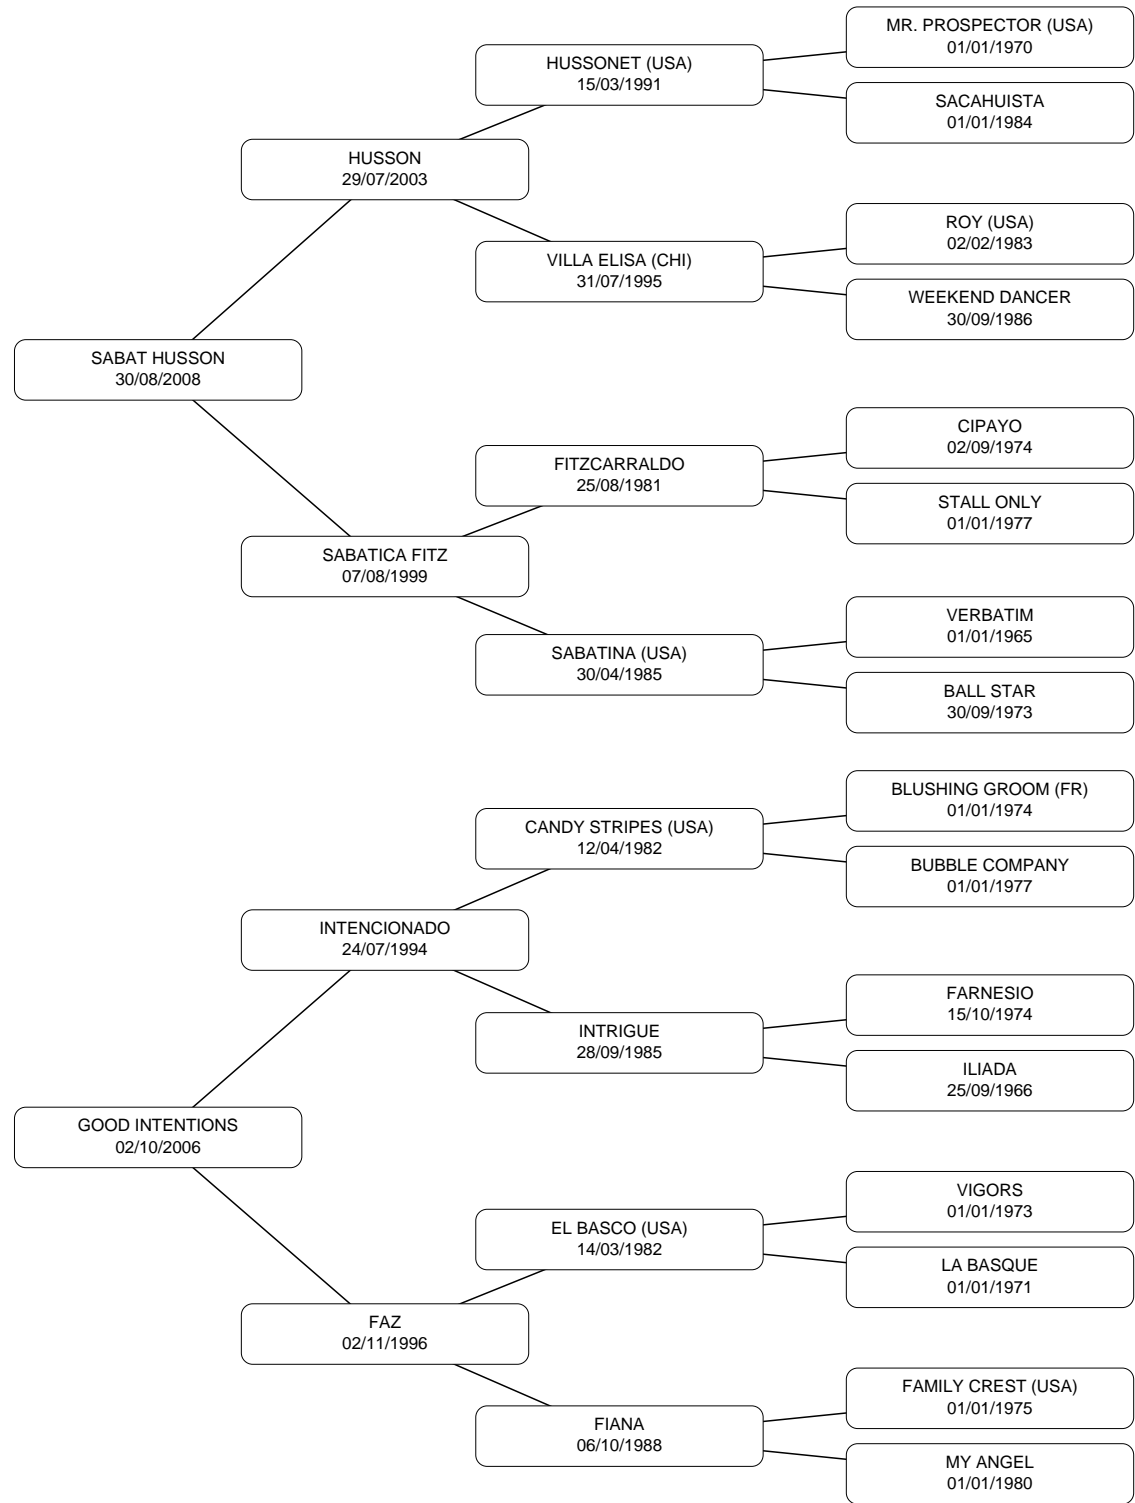 MR. PROSPECTOR (USA)
01/01/1970
HUSSONET (USA)
15/03/1991
SACAHUISTA
01/01/1984
HUSSON
29/07/2003
ROY (USA)
02/02/1983
VILLA ELISA (CHI)
31/07/1995
WEEKEND DANCER
30/09/1986
SABAT HUSSON
30/08/2008
CIPAYO
02/09/1974
FITZCARRALDO
25/08/1981
STALL ONLY
01/01/1977
SABATICA FITZ
07/08/1999
VERBATIM
01/01/1965
SABATINA (USA)
30/04/1985
BALL STAR
30/09/1973
BLUSHING GROOM (FR)
01/01/1974
CANDY STRIPES (USA)
12/04/1982
BUBBLE COMPANY
01/01/1977
INTENCIONADO
24/07/1994
FARNESIO
15/10/1974
INTRIGUE
28/09/1985
ILIADA
25/09/1966
GOOD INTENTIONS
02/10/2006
VIGORS
01/01/1973
EL BASCO (USA)
14/03/1982
LA BASQUE
01/01/1971
FAZ
02/11/1996
FAMILY CREST (USA)
01/01/1975
FIANA
06/10/1988
MY ANGEL
01/01/1980